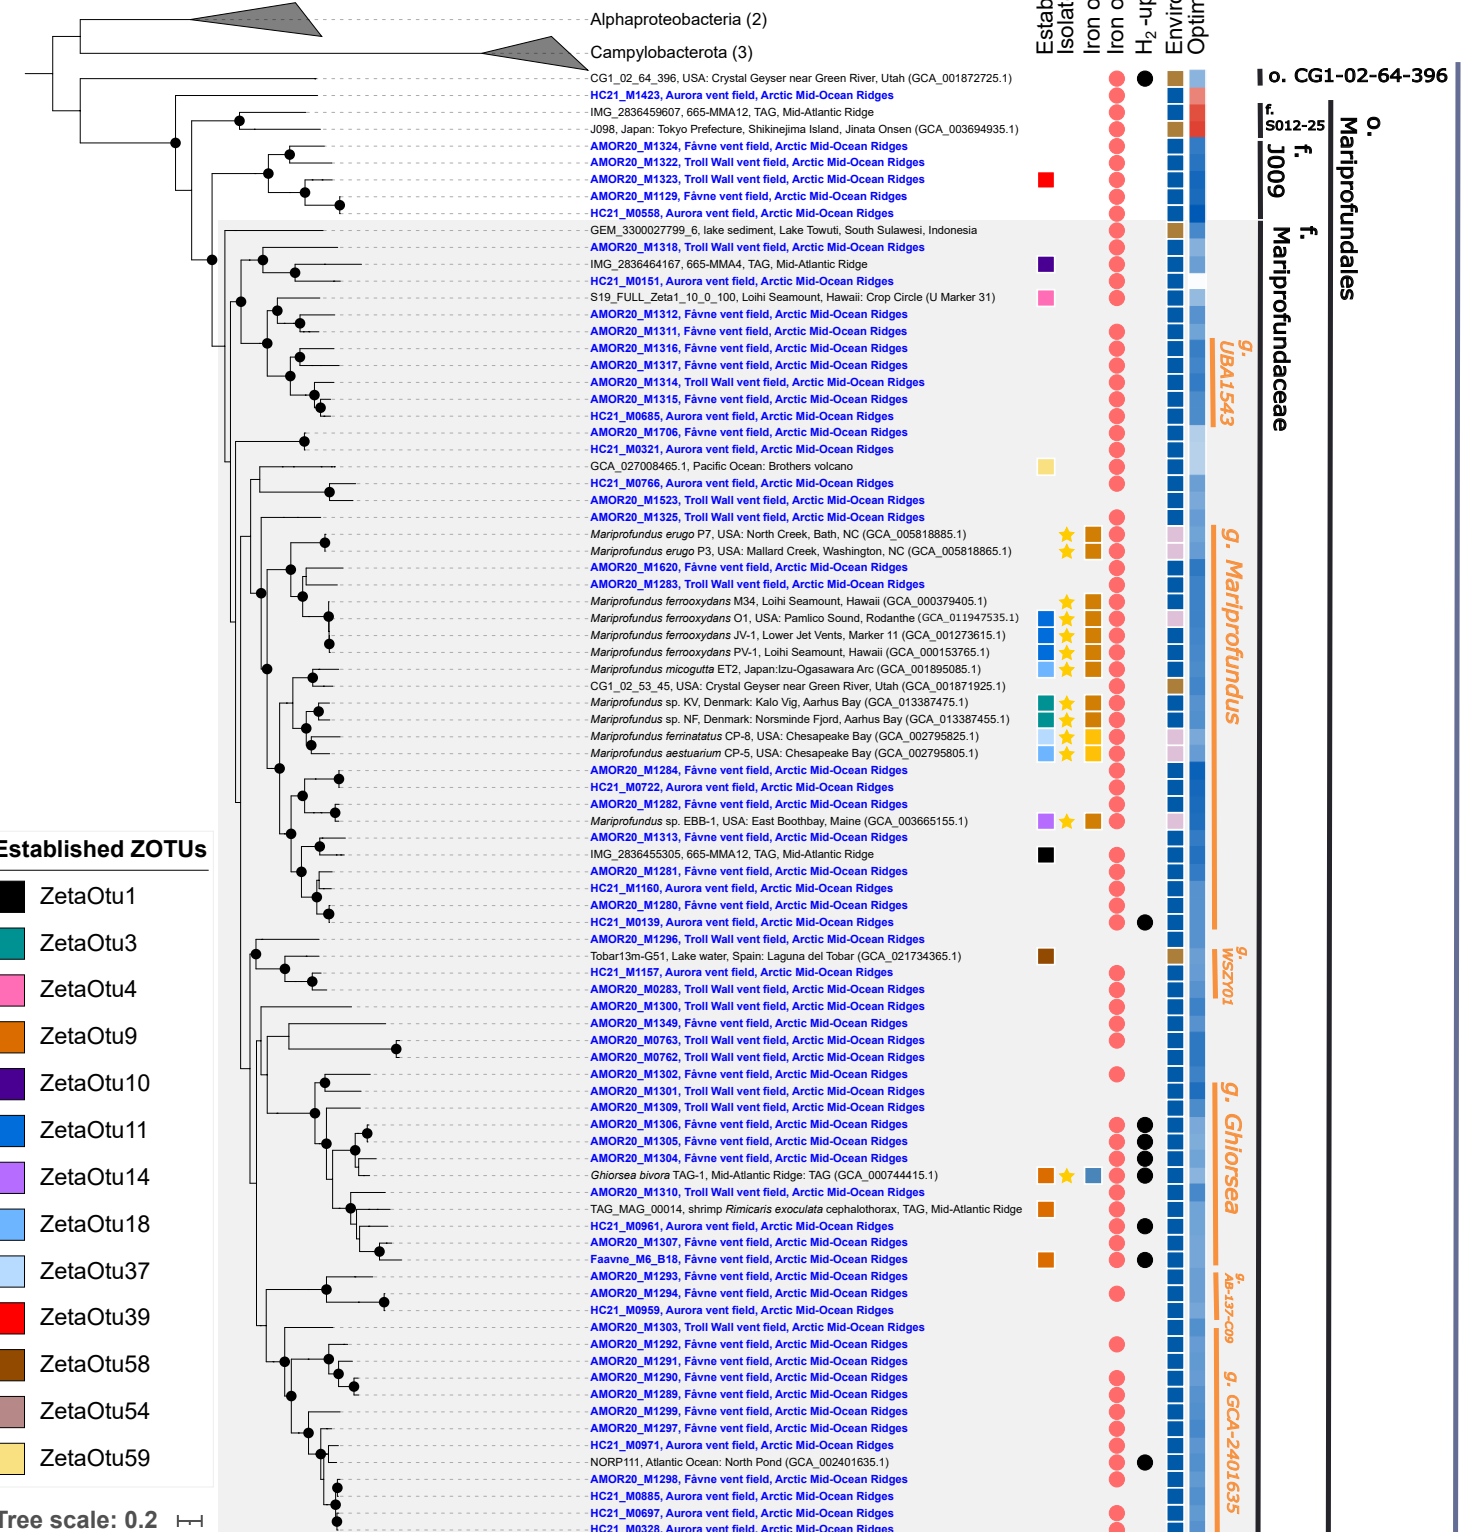 Estab
Isolat
Iron o
Iron o
H2-up
Enviro
Optim
Alphaproteobacteria (2)
Campylobacterota (3)
CG1_02_64_396, USA: Crystal Geyser near Green River, Utah (GCA_001872725.1)
HC21_M1423, Aurora vent field, Arctic Mid-Ocean Ridges
IMG_2836459607, 665-MMA12, TAG, Mid-Atlantic Ridge
J098, Japan: Tokyo Prefecture, Shikinejima Island, Jinata Onsen (GCA_003694935.1)
AMOR20_M1324, Fåvne vent field, Arctic Mid-Ocean Ridges
AMOR20_M1322, Troll Wall vent field, Arctic Mid-Ocean Ridges
AMOR20_M1323, Troll Wall vent field, Arctic Mid-Ocean Ridges
AMOR20_M1129, Fåvne vent field, Arctic Mid-Ocean Ridges
HC21_M0558, Aurora vent field, Arctic Mid-Ocean Ridges
GEM_3300027799_6, lake sediment, Lake Towuti, South Sulawesi, Indonesia
AMOR20_M1318, Troll Wall vent field, Arctic Mid-Ocean Ridges
IMG_2836464167, 665-MMA4, TAG, Mid-Atlantic Ridge
HC21_M0151, Aurora vent field, Arctic Mid-Ocean Ridges
S19_FULL_Zeta1_10_0_100, Loihi Seamount, Hawaii: Crop Circle (U Marker 31)
AMOR20_M1312, Fåvne vent field, Arctic Mid-Ocean Ridges
AMOR20_M1311, Fåvne vent field, Arctic Mid-Ocean Ridges
AMOR20_M1316, Fåvne vent field, Arctic Mid-Ocean Ridges
AMOR20_M1317, Fåvne vent field, Arctic Mid-Ocean Ridges
AMOR20_M1314, Troll Wall vent field, Arctic Mid-Ocean Ridges
AMOR20_M1315, Fåvne vent field, Arctic Mid-Ocean Ridges
HC21_M0685, Aurora vent field, Arctic Mid-Ocean Ridges
AMOR20_M1706, Fåvne vent field, Arctic Mid-Ocean Ridges
HC21_M0321, Aurora vent field, Arctic Mid-Ocean Ridges
GCA_027008465.1, Pacific Ocean: Brothers volcano
HC21_M0766, Aurora vent field, Arctic Mid-Ocean Ridges
AMOR20_M1523, Troll Wall vent field, Arctic Mid-Ocean Ridges
AMOR20_M1325, Troll Wall vent field, Arctic Mid-Ocean Ridges
Mariprofundus erugo P7, USA: North Creek, Bath, NC (GCA_005818885.1)
Mariprofundus erugo P3, USA: Mallard Creek, Washington, NC (GCA_005818865.1)
AMOR20_M1620, Fåvne vent field, Arctic Mid-Ocean Ridges
AMOR20_M1283, Troll Wall vent field, Arctic Mid-Ocean Ridges
Mariprofundus ferrooxydans M34, Loihi Seamount, Hawaii (GCA_000379405.1)
Mariprofundus ferrooxydans O1, USA: Pamlico Sound, Rodanthe (GCA_011947535.1)
Mariprofundus ferrooxydans JV-1, Lower Jet Vents, Marker 11 (GCA_001273615.1)
Mariprofundus ferrooxydans PV-1, Loihi Seamount, Hawaii (GCA_000153765.1)
Mariprofundus micogutta ET2, Japan:Izu-Ogasawara Arc (GCA_001895085.1)
CG1_02_53_45, USA: Crystal Geyser near Green River, Utah (GCA_001871925.1)
Mariprofundus sp. KV, Denmark: Kalo Vig, Aarhus Bay (GCA_013387475.1)
Mariprofundus sp. NF, Denmark: Norsminde Fjord, Aarhus Bay (GCA_013387455.1)
Mariprofundus ferrinatatus CP-8, USA: Chesapeake Bay (GCA_002795825.1)
Mariprofundus aestuarium CP-5, USA: Chesapeake Bay (GCA_002795805.1)
AMOR20_M1284, Fåvne vent field, Arctic Mid-Ocean Ridges
HC21_M0722, Aurora vent field, Arctic Mid-Ocean Ridges
AMOR20_M1282, Fåvne vent field, Arctic Mid-Ocean Ridges
Mariprofundus sp. EBB-1, USA: East Boothbay, Maine (GCA_003665155.1)
AMOR20_M1313, Fåvne vent field, Arctic Mid-Ocean Ridges
IMG_2836455305, 665-MMA12, TAG, Mid-Atlantic Ridge
AMOR20_M1281, Fåvne vent field, Arctic Mid-Ocean Ridges
HC21_M1160, Aurora vent field, Arctic Mid-Ocean Ridges
AMOR20_M1280, Fåvne vent field, Arctic Mid-Ocean Ridges
HC21_M0139, Aurora vent field, Arctic Mid-Ocean Ridges
AMOR20_M1296, Troll Wall vent field, Arctic Mid-Ocean Ridges
Tobar13m-G51, Lake water, Spain: Laguna del Tobar (GCA_021734365.1)
HC21_M1157, Aurora vent field, Arctic Mid-Ocean Ridges
AMOR20_M0283, Troll Wall vent field, Arctic Mid-Ocean Ridges
AMOR20_M1300, Troll Wall vent field, Arctic Mid-Ocean Ridges
AMOR20_M1349, Fåvne vent field, Arctic Mid-Ocean Ridges
AMOR20_M0763, Troll Wall vent field, Arctic Mid-Ocean Ridges
AMOR20_M0762, Troll Wall vent field, Arctic Mid-Ocean Ridges
AMOR20_M1302, Fåvne vent field, Arctic Mid-Ocean Ridges
AMOR20_M1301, Troll Wall vent field, Arctic Mid-Ocean Ridges
AMOR20_M1309, Troll Wall vent field, Arctic Mid-Ocean Ridges
AMOR20_M1306, Fåvne vent field, Arctic Mid-Ocean Ridges
AMOR20_M1305, Fåvne vent field, Arctic Mid-Ocean Ridges
AMOR20_M1304, Fåvne vent field, Arctic Mid-Ocean Ridges
Ghiorsea bivora TAG-1, Mid-Atlantic Ridge: TAG (GCA_000744415.1)
AMOR20_M1310, Troll Wall vent field, Arctic Mid-Ocean Ridges
TAG_MAG_00014, shrimp Rimicaris exoculata cephalothorax, TAG, Mid-Atlantic Ridge
HC21_M0961, Aurora vent field, Arctic Mid-Ocean Ridges
AMOR20_M1307, Fåvne vent field, Arctic Mid-Ocean Ridges
Faavne_M6_B18, Fåvne vent field, Arctic Mid-Ocean Ridges
AMOR20_M1293, Fåvne vent field, Arctic Mid-Ocean Ridges
AMOR20_M1294, Fåvne vent field, Arctic Mid-Ocean Ridges
HC21_M0959, Aurora vent field, Arctic Mid-Ocean Ridges
AMOR20_M1303, Troll Wall vent field, Arctic Mid-Ocean Ridges
AMOR20_M1292, Fåvne vent field, Arctic Mid-Ocean Ridges
AMOR20_M1291, Fåvne vent field, Arctic Mid-Ocean Ridges
AMOR20_M1290, Fåvne vent field, Arctic Mid-Ocean Ridges
AMOR20_M1289, Fåvne vent field, Arctic Mid-Ocean Ridges
AMOR20_M1299, Fåvne vent field, Arctic Mid-Ocean Ridges
AMOR20_M1297, Fåvne vent field, Arctic Mid-Ocean Ridges
HC21_M0971, Aurora vent field, Arctic Mid-Ocean Ridges
NORP111, Atlantic Ocean: North Pond (GCA_002401635.1)
AMOR20_M1298, Fåvne vent field, Arctic Mid-Ocean Ridges
HC21_M0885, Aurora vent field, Arctic Mid-Ocean Ridges
HC21_M0697, Aurora vent field, Arctic Mid-Ocean Ridges
HC21_M0328, Aurora vent field, Arctic Mid-Ocean Ridges
o. CG1-02-64-396
f.
S012-25
f.
J009
o.
Mariprofundales
f.
Mariprofundaceae
g.
UBA1543
g. Mariprofundus
g.
WSZY01
g. Ghiorsea
g.
AB-137-C09
g. GCA-2401635
Established ZOTUs
ZetaOtu1
ZetaOtu3
ZetaOtu4
ZetaOtu9
ZetaOtu10
ZetaOtu11
ZetaOtu14
ZetaOtu18
ZetaOtu37
ZetaOtu39
ZetaOtu58
ZetaOtu54
ZetaOtu59
Tree scale: 0.2